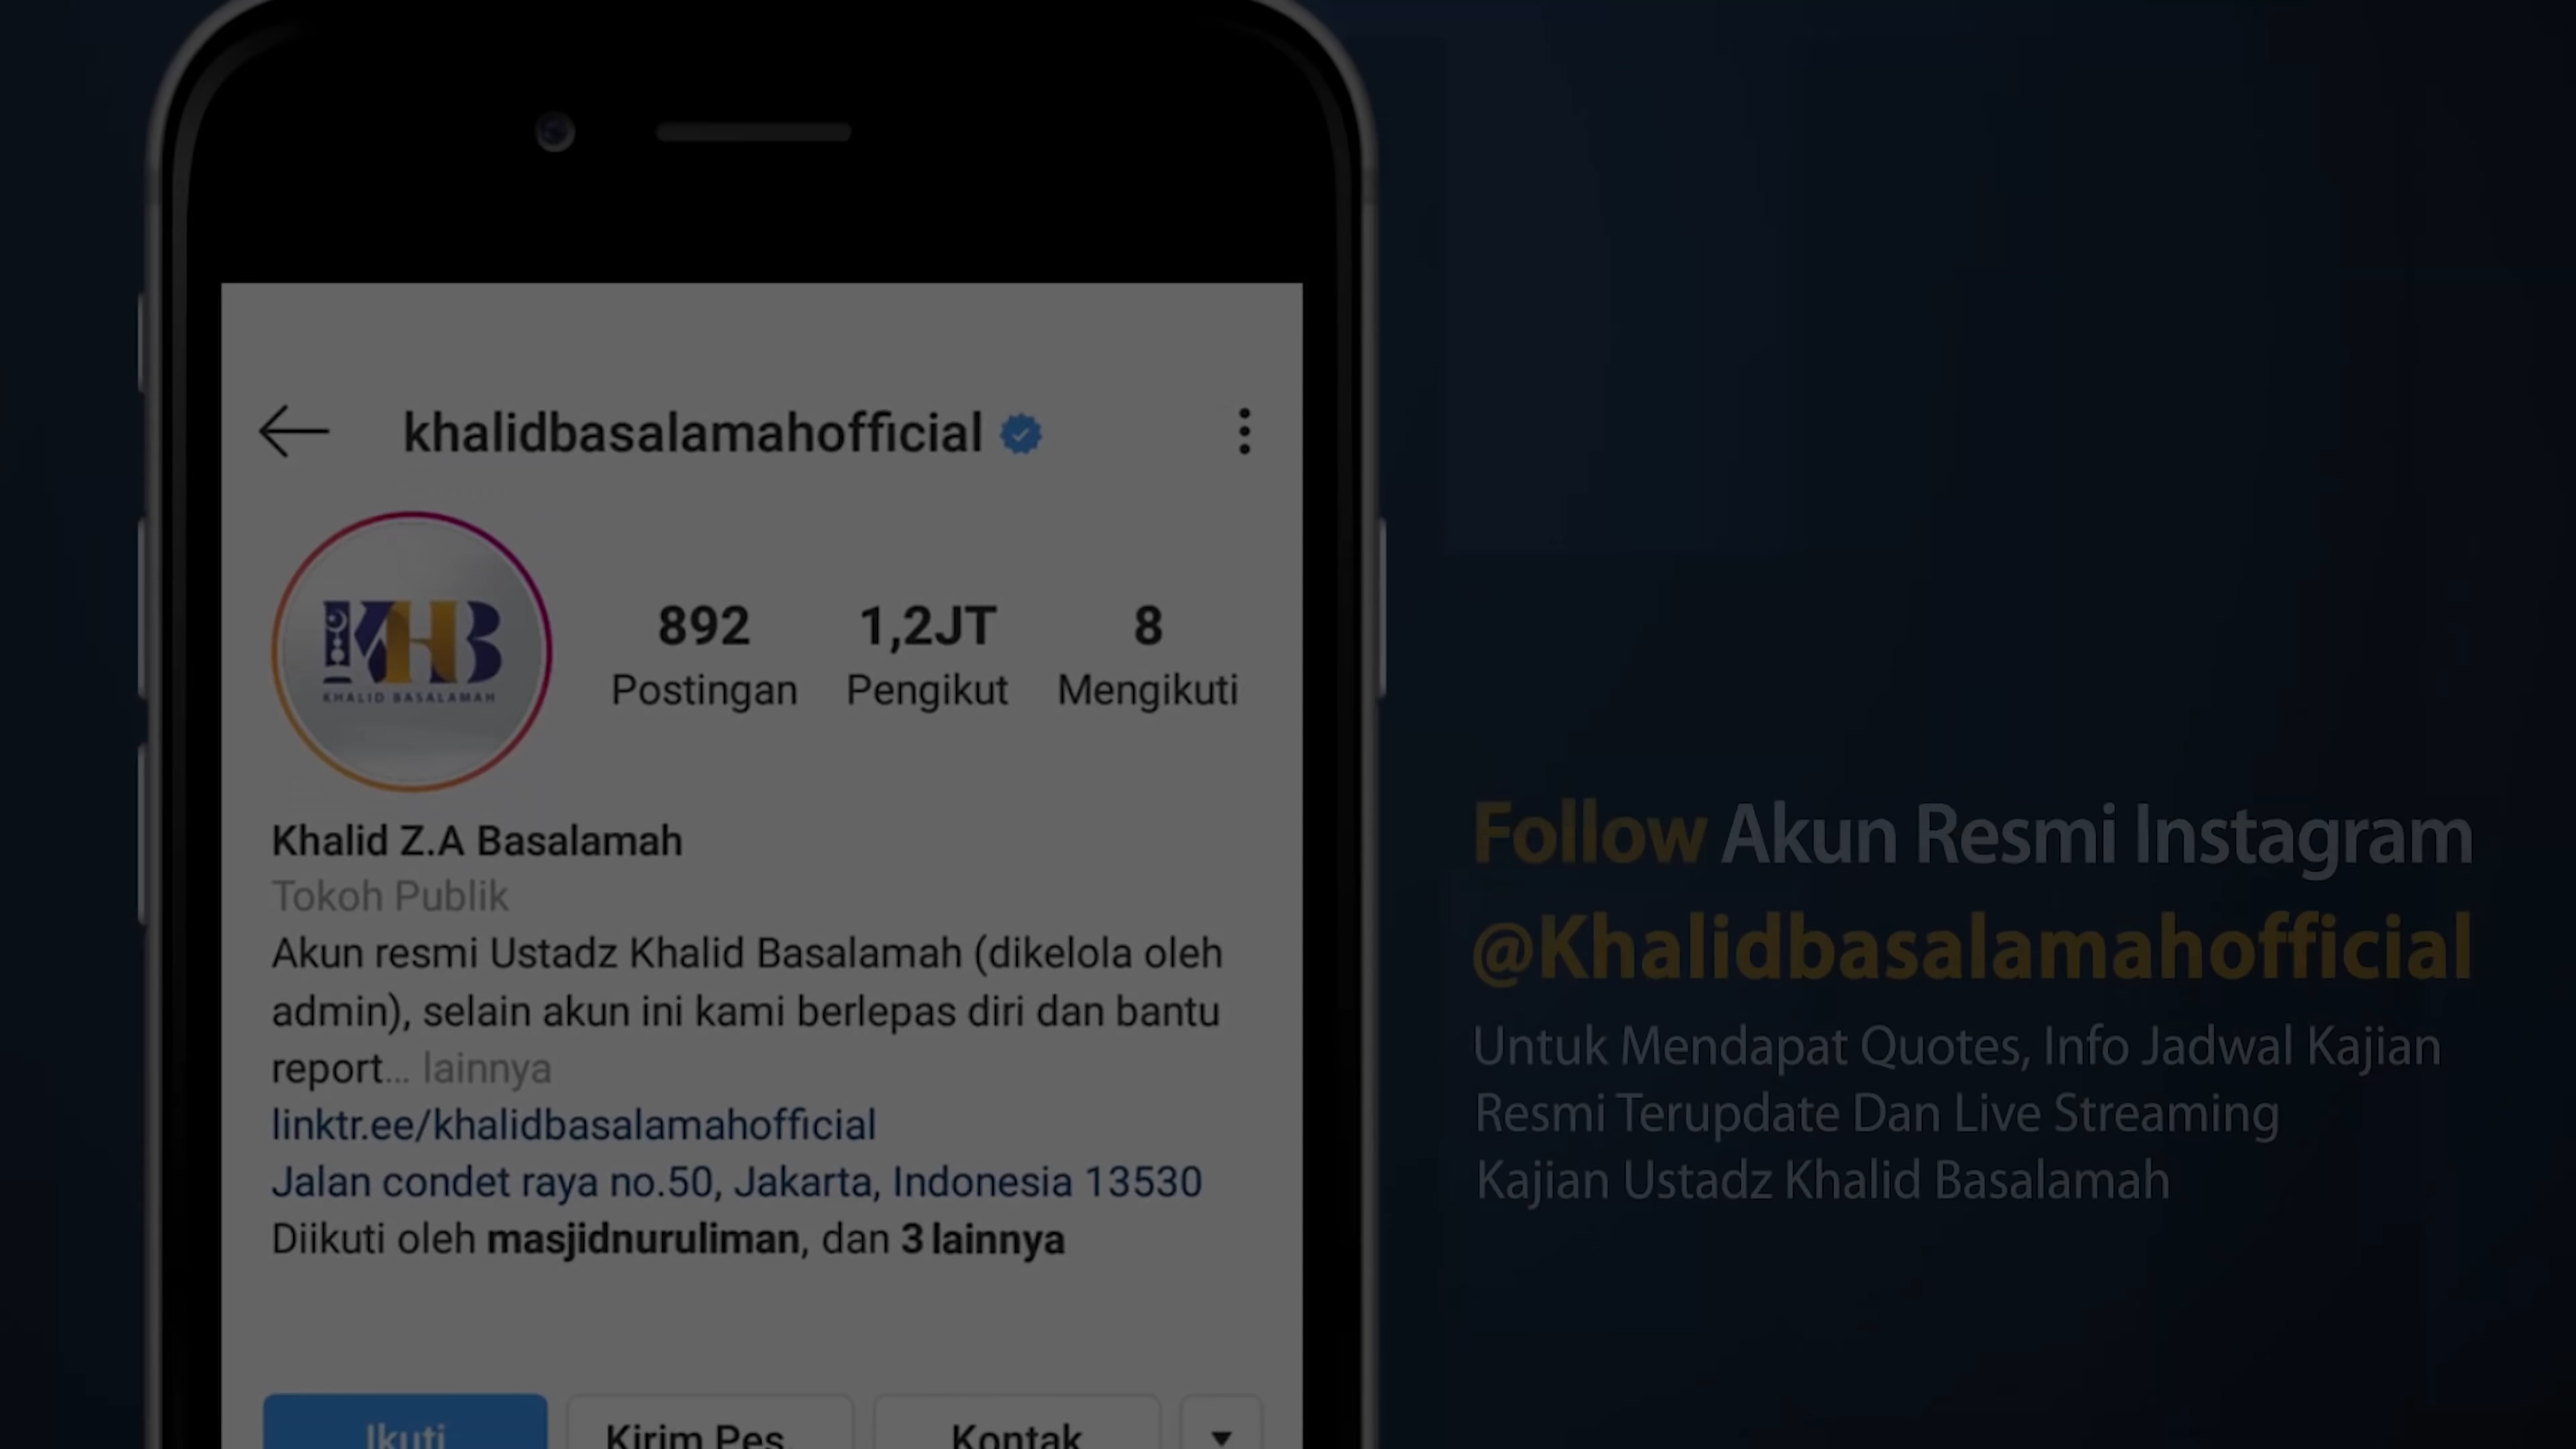 khalidbasalamahofficial
KHB
KHALID BASALAMAH
892 1,2JT 8
Postingan Pengikut Mengikuti
Khalid Z.A Basalamah
Tokoh Publik
Akun resmi Ustadz Khalid Basalamah (dikelola oleh
admin), selain akun ini kami berlepas diri dan bantu
report... lainnya
linktr.ee/khalidbasalamahofficial
Jalan condet raya no.50, Jakarta, Indonesia 13530
Diikuti oleh masjidnuruliman, dan 3 lainnya
Ikuti Kirim Pes. Kontak
Follow Akun Resmi Instagram
@Khalidbasalamahofficial
Untuk Mendapat Quotes, Info Jadwal Kajian
Resmi Terupdate Dan Live Streaming
Kajian Ustadz Khalid Basalamah